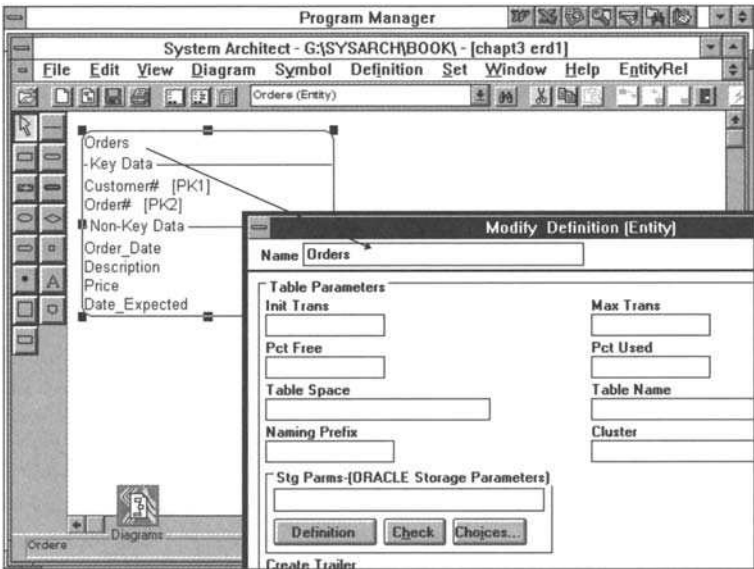 Program Manager
System Architect - G:\SYSARCH\BOOK\ - [chapt3 erd1]
File Edit View Diagram Symbol Definition Set Window Help EntityRel
Orders (Entity)
A
Orders
Key Data
Customer# [PK1]
Order# [PK2]
Non-Key Data
Order_Date
Description
Price
Date_Expected
Modify Definition (Entity)
Name Orders
Table Parameters
Init Trans Max Trans
Pct Free Pct Used
Table Space Table Name
Naming Prefix Cluster
Stg Parms-(ORACLE Storage Parameters)
Definition Check Choices...
Create Trailer
Diagrams
Orders